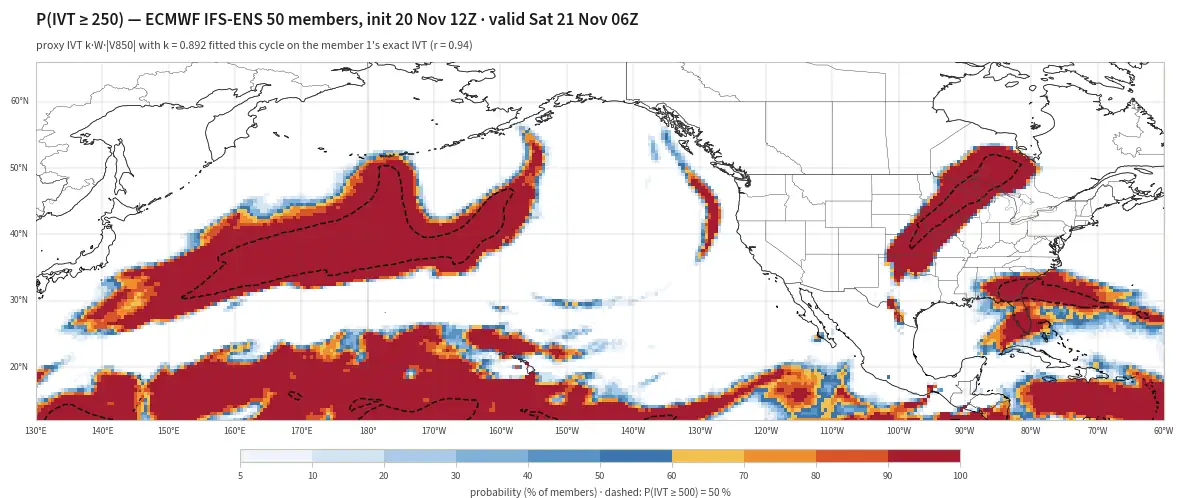 P(IVT ≥ 250) — ECMWF IFS-ENS 50 members, init 20 Nov 12Z · valid Sat 21 Nov 06Z
proxy IVT k·W·|V850| with k = 0.892 fitted this cycle on the member 1's exact IVT (r = 0.94)
60°N
50°N
40°N
30°N
20°N
130°E 140°E 150°E 160°E 170°E 180° 170°W 160°W 150°W 140°W 130°W 120°W 110°W 100°W 90°W 80°W 70°W 60°W
5 10 20 30 40 50 60 70 80 90 100
probability (% of members) · dashed: P(IVT ≥ 500) = 50 %